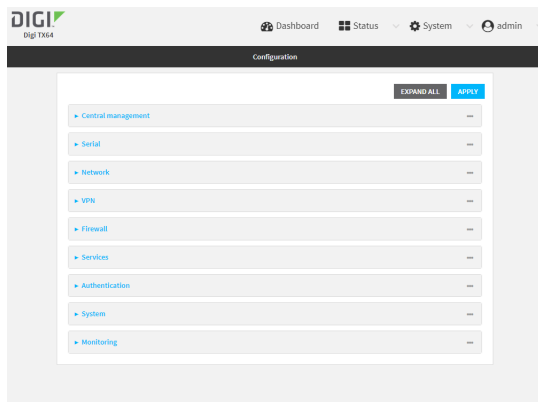 DIGI
Digi TX64
Dashboard Status System admin
Configuration
EXPAND ALL APPLY
Central management
Serial
Network
VPN
Firewall
Services
Authentication
System
Monitoring